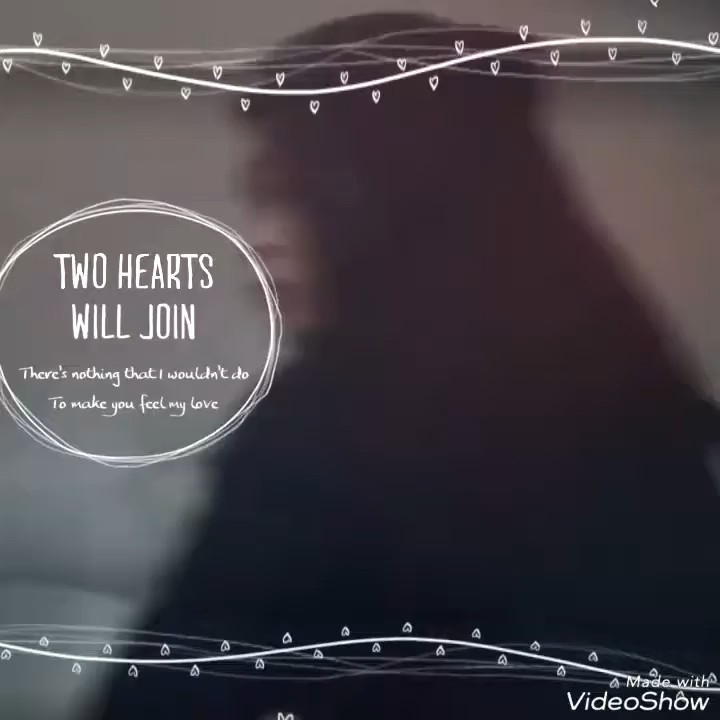 TWO HEARTS
WILL JOIN
There's nothing that I wouldn't do
To make you feel my love
Made with
VideoShow